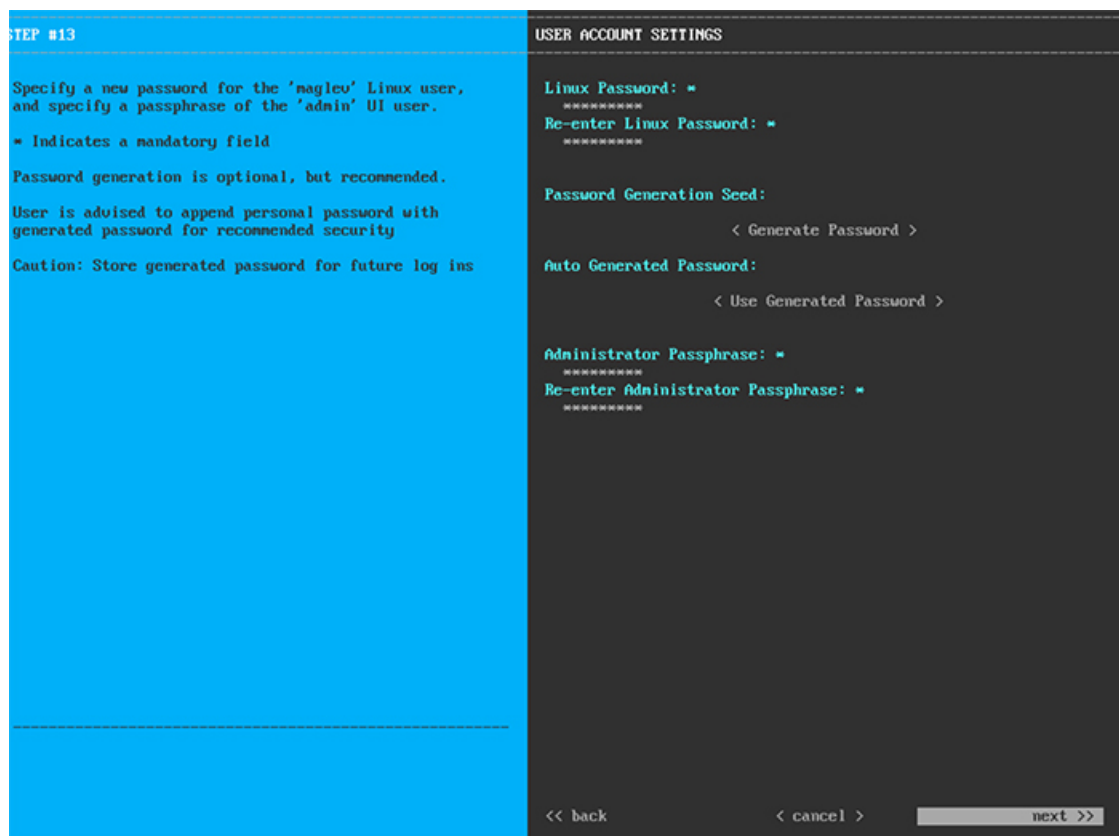 STEP #13
Specify a new password for the 'maglev' Linux user,
and specify a passphrase of the 'admin' UI user.
* Indicates a mandatory field
Password generation is optional, but recommended.
User is advised to append personal password with
generated password for recommended security
Caution: Store generated password for future log ins
USER ACCOUNT SETTINGS
Linux Password: *
*********
Re-enter Linux Password: *
*********
Password Generation Seed:
< Generate Password >
Auto Generated Password:
< Use Generated Password >
Administrator Passphrase: *
*********
Re-enter Administrator Passphrase: *
*********
<< back < cancel > next >>